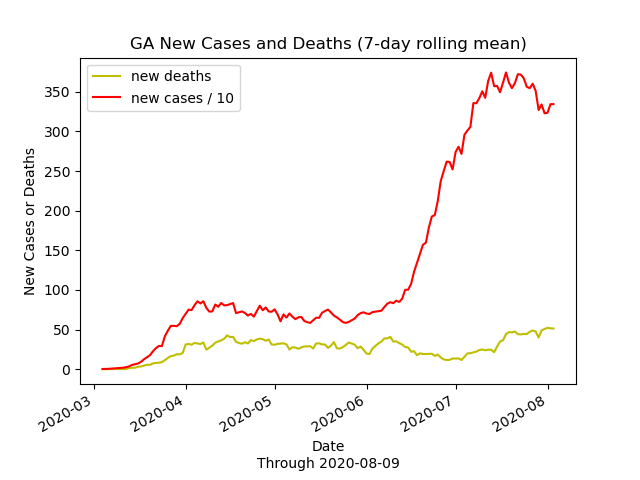 GA New Cases and Deaths (7-day rolling mean)
new deaths
new cases / 10
350
300
250
200
150
100
50
0
New Cases or Deaths
2020-03
2020-04
2020-05
2020-06
2020-07
2020-08
Date
Through 2020-08-09